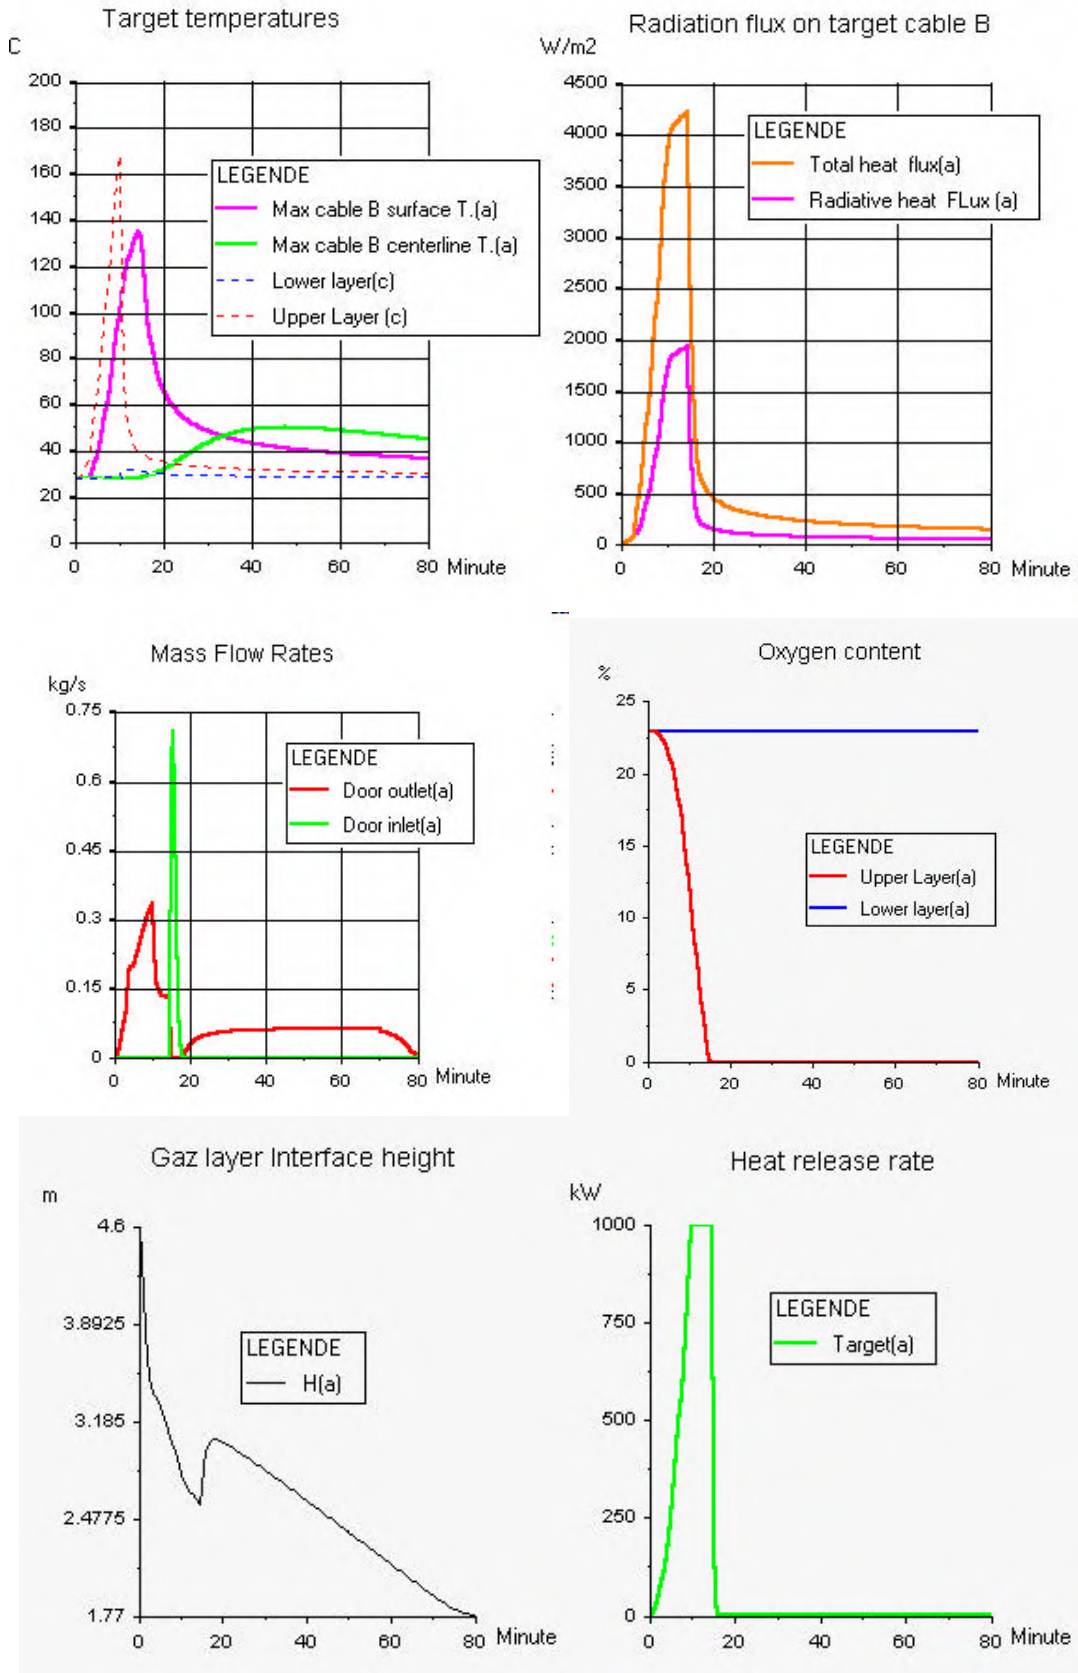 Target temperatures
C
200
180
160
140
120
100
80
60
40
20
0
0 20 40 60 80 Minute
LEGENDE
Max cable B surface T.(a)
Max cable B centerline T.(a)
Lower layer(c)
Upper Layer (c)
Radiation flux on target cable B
W/m2
4500
4000
3500
3000
2500
2000
1500
1000
500
0
0 20 40 60 80 Minute
LEGENDE
Total heat flux(a)
Radiative heat FLux (a)
Mass Flow Rates
kg/s
0.75
0.6
0.45
0.3
0.15
0
0 20 40 60 80 Minute
LEGENDE
Door outlet(a)
Door inlet(a)
Oxygen content
%
25
20
15
10
5
0
0 20 40 60 80 Minute
LEGENDE
Upper Layer(a)
Lower layer(a)
Gaz layer Interface height
m
4.6
3.8925
3.185
2.4775
1.77
0 20 40 60 80 Minute
LEGENDE
H(a)
Heat release rate
kW
1000
750
500
250
0
0 20 40 60 80 Minute
LEGENDE
Target(a)